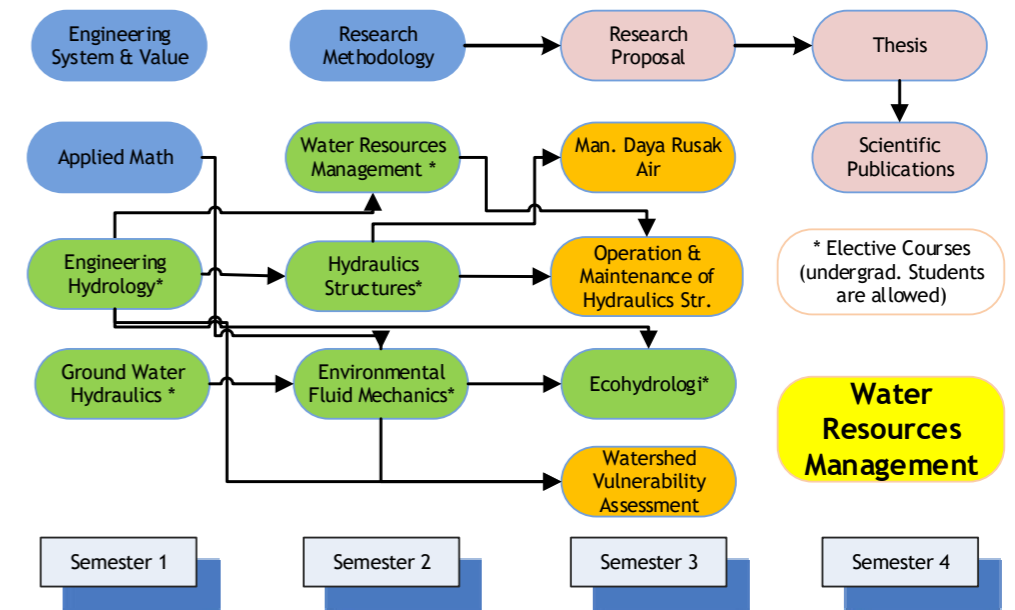 Engineering
System & Value
Research
Methodology
Research
Proposal
Thesis
Applied Math
Water Resources
Management *
Man. Daya Rusak
Air
Scientific
Publications
Engineering
Hydrology*
Hydraulics
Structures*
Operation &
Maintenance of
Hydraulics Str.
* Elective Courses
(undergrad. Students
are allowed)
Ground Water
Hydraulics *
Environmental
Fluid Mechanics*
Ecohydrologi*
Water
Resources
Management
Watershed
Vulnerability
Assessment
Semester 1
Semester 2
Semester 3
Semester 4